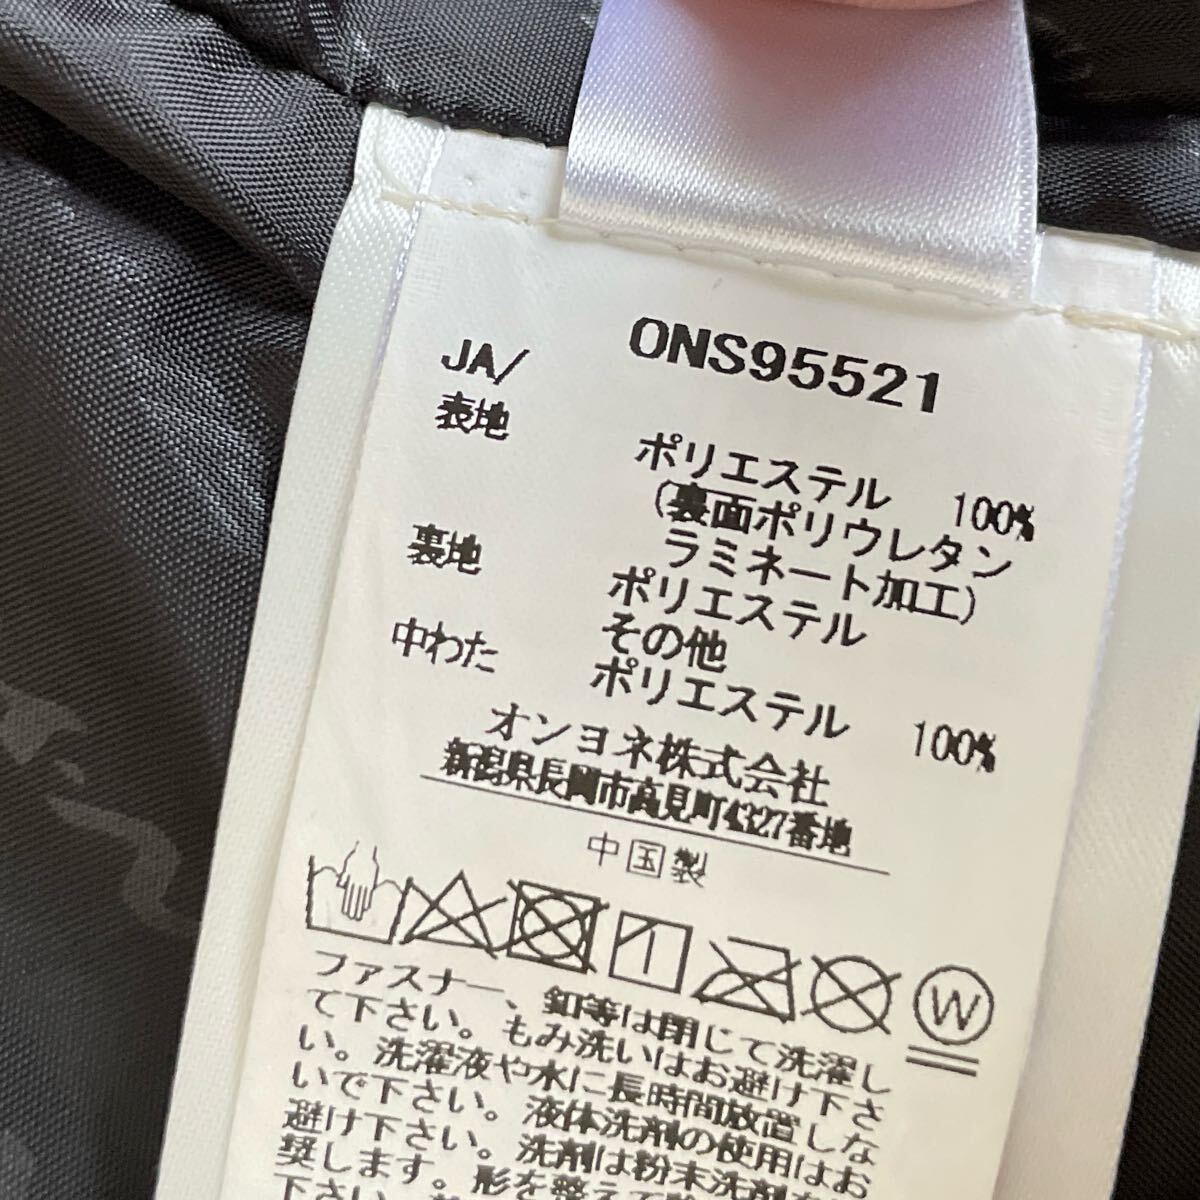 ONS95521
JA/
表地 ポリエステル 100%
(裏面ポリウレタン
ラミネート加工)
裏地 ポリエステル
その他
中わた ポリエステル 100%
オンヨネ株式会社
新潟県長岡市高見町4327番地
中国製
W
ファスナー、釦等は閉じて洗濯し
て下さい。もみ洗いはお避け下さ
い。洗濯液や水に長時間放置しな
いで下さい。液体洗剤の使用はお
避け下さい。洗剤は粉末洗剤
奨します。形を整えて
下さい。